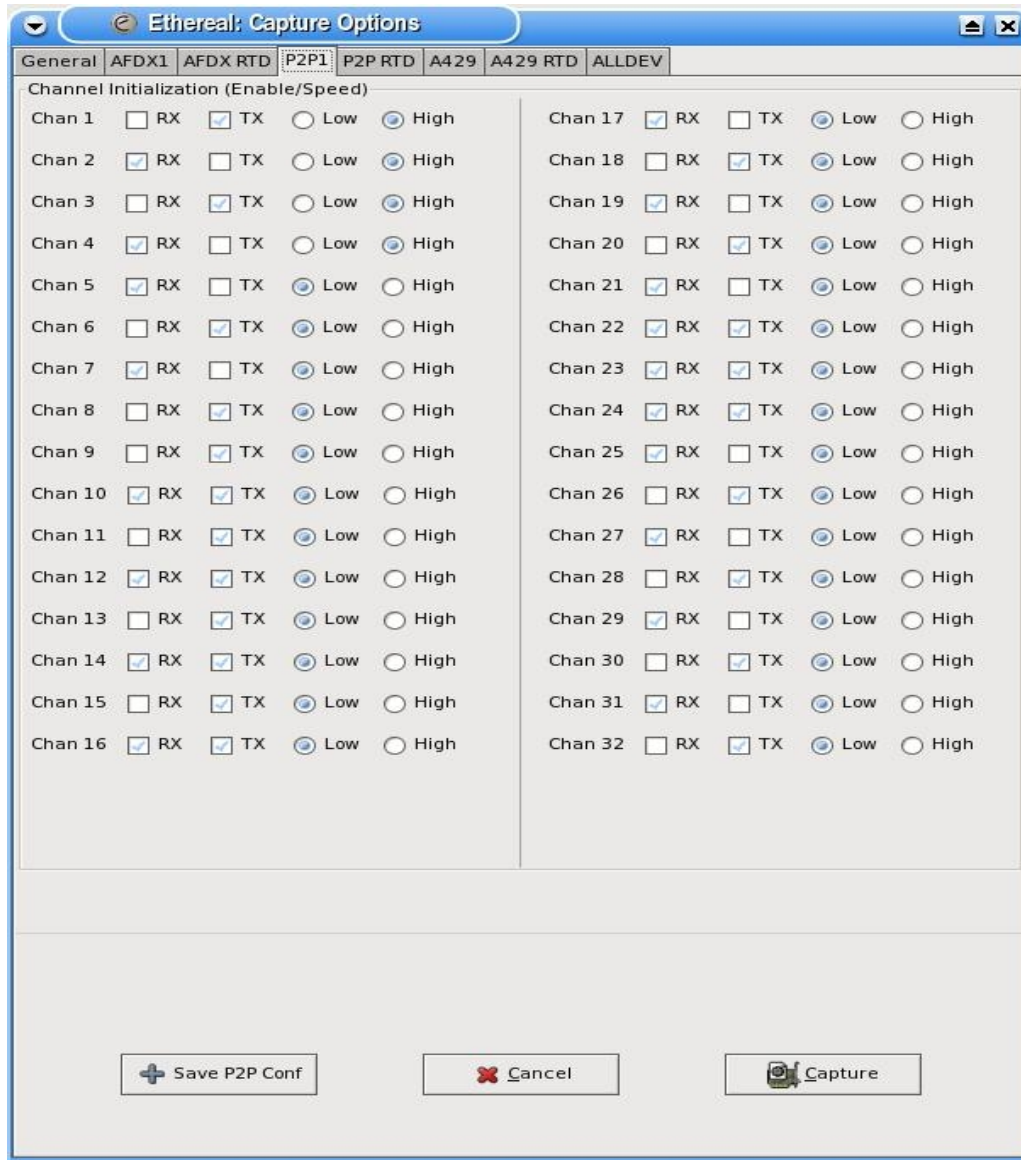 Ethereal: Capture Options
General AFDX1 AFDX RTD P2P1 P2P RTD A429 A429 RTD ALLDEV
Channel Initialization (Enable/Speed)
Chan 1 RX TX Low High
Chan 2 RX TX Low High
Chan 3 RX TX Low High
Chan 4 RX TX Low High
Chan 5 RX TX Low High
Chan 6 RX TX Low High
Chan 7 RX TX Low High
Chan 8 RX TX Low High
Chan 9 RX TX Low High
Chan 10 RX TX Low High
Chan 11 RX TX Low High
Chan 12 RX TX Low High
Chan 13 RX TX Low High
Chan 14 RX TX Low High
Chan 15 RX TX Low High
Chan 16 RX TX Low High
Chan 17 RX TX Low High
Chan 18 RX TX Low High
Chan 19 RX TX Low High
Chan 20 RX TX Low High
Chan 21 RX TX Low High
Chan 22 RX TX Low High
Chan 23 RX TX Low High
Chan 24 RX TX Low High
Chan 25 RX TX Low High
Chan 26 RX TX Low High
Chan 27 RX TX Low High
Chan 28 RX TX Low High
Chan 29 RX TX Low High
Chan 30 RX TX Low High
Chan 31 RX TX Low High
Chan 32 RX TX Low High
Save P2P Conf Cancel Capture